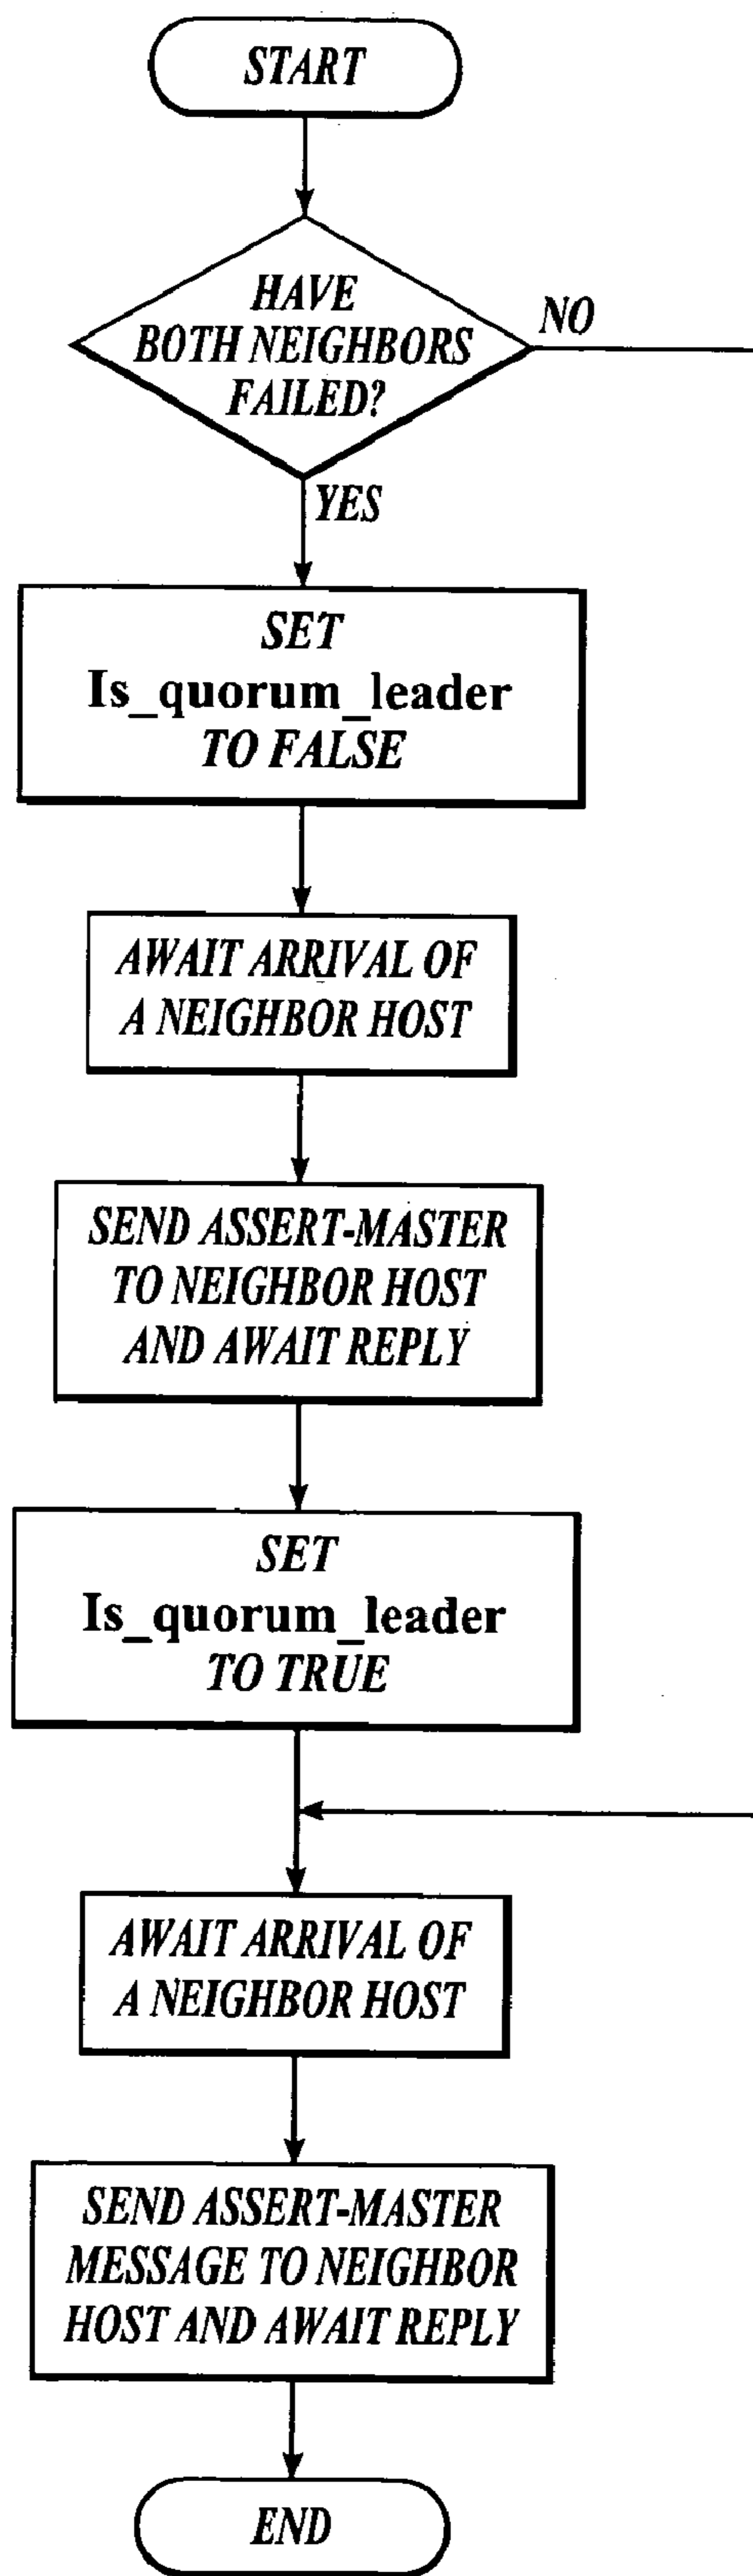 START
HAVE
BOTH NEIGHBORS
FAILED?
NO
YES
SET
Is_quorum_leader
TO FALSE
AWAIT ARRIVAL OF
A NEIGHBOR HOST
SEND ASSERT-MASTER
TO NEIGHBOR HOST
AND AWAIT REPLY
SET
Is_quorum_leader
TO TRUE
AWAIT ARRIVAL OF
A NEIGHBOR HOST
SEND ASSERT-MASTER
MESSAGE TO NEIGHBOR
HOST AND AWAIT REPLY
END